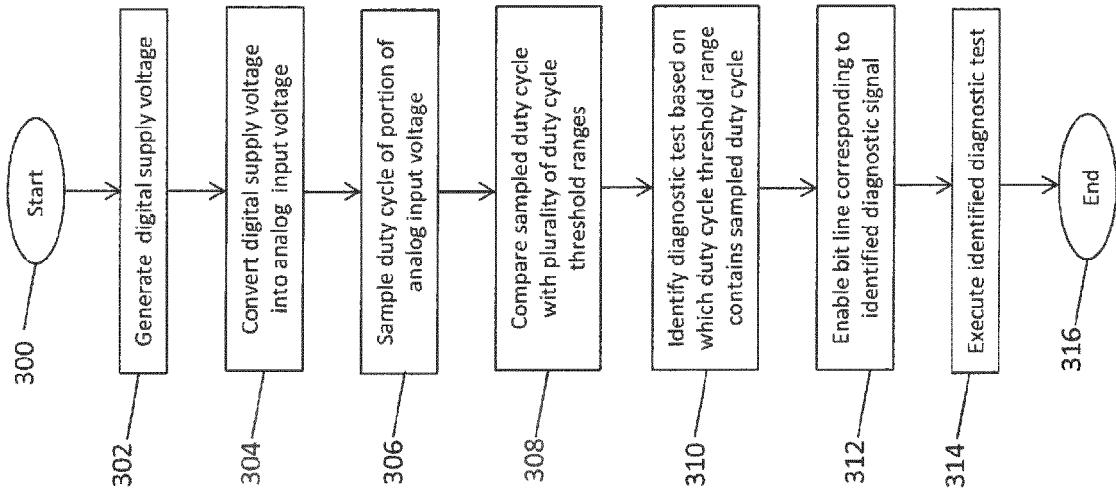 300
Start
302
Generate digital supply voltage
304
Convert digital supply voltage
into analog input voltage
306
Sample duty cycle of portion of
analog input voltage
308
Compare sampled duty cycle
with plurality of duty cycle
threshold ranges
310
Identify diagnostic test based on
which duty cycle threshold range
contains sampled duty cycle
312
Enable bit line corresponding to
identified diagnostic signal
314
Execute identified diagnostic test
316
End